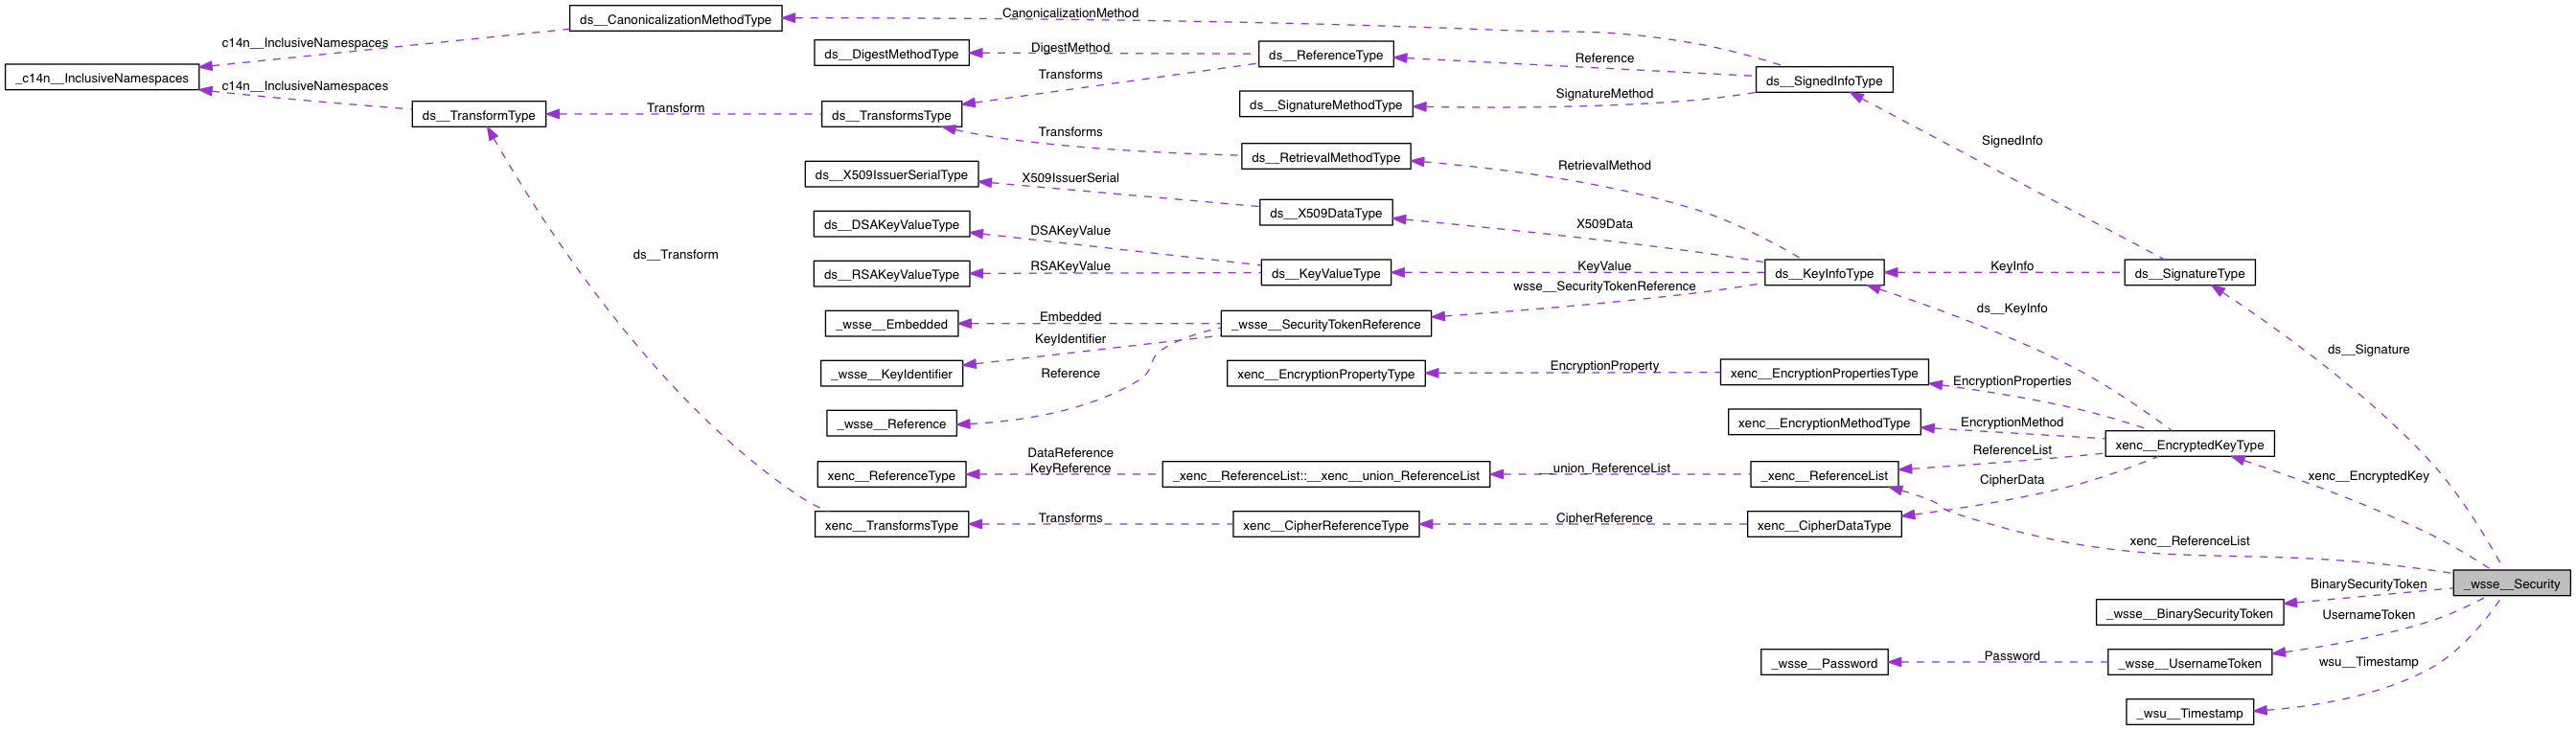 CanonicalizationMethod
ds__CanonicalizationMethodType
c14n__InclusiveNamespaces
DigestMethod
ds__DigestMethodType
ds__ReferenceType
Reference
_c14n__InclusiveNamespaces
Transforms
ds__SignedInfoType
c14n__InclusiveNamespaces
SignatureMethod
ds__SignatureMethodType
Transform
ds__TransformType
ds__TransformsType
Transforms
SignedInfo
ds__RetrievalMethodType
RetrievalMethod
ds__X509IssuerSerialType
X509IssuerSerial
ds__X509DataType
X509Data
ds__DSAKeyValueType
DSAKeyValue
ds__Transform
RSAKeyValue
KeyValue
KeyInfo
ds__RSAKeyValueType
ds__KeyValueType
ds__KeyInfoType
ds__SignatureType
wsse__SecurityTokenReference
ds__KeyInfo
Embedded
_wsse__Embedded
_wsse__SecurityTokenReference
KeyIdentifier
ds__Signature
EncryptionProperty
_wsse__KeyIdentifier
Reference
xenc__EncryptionPropertyType
xenc__EncryptionPropertiesType
EncryptionProperties
_wsse__Reference
xenc__EncryptionMethodType
EncryptionMethod
xenc__EncryptedKeyType
ReferenceList
DataReference
KeyReference
__union_ReferenceList
xenc__ReferenceType
_xenc__ReferenceList::__xenc__union_ReferenceList
_xenc__ReferenceList
CipherData
xenc__EncryptedKey
Transforms
CipherReference
xenc__TransformsType
xenc__CipherReferenceType
xenc__CipherDataType
xenc__ReferenceList
_wsse__Security
BinarySecurityToken
_wsse__BinarySecurityToken
UsernameToken
Password
_wsse__Password
_wsse__UsernameToken
wsu__Timestamp
_wsu__Timestamp